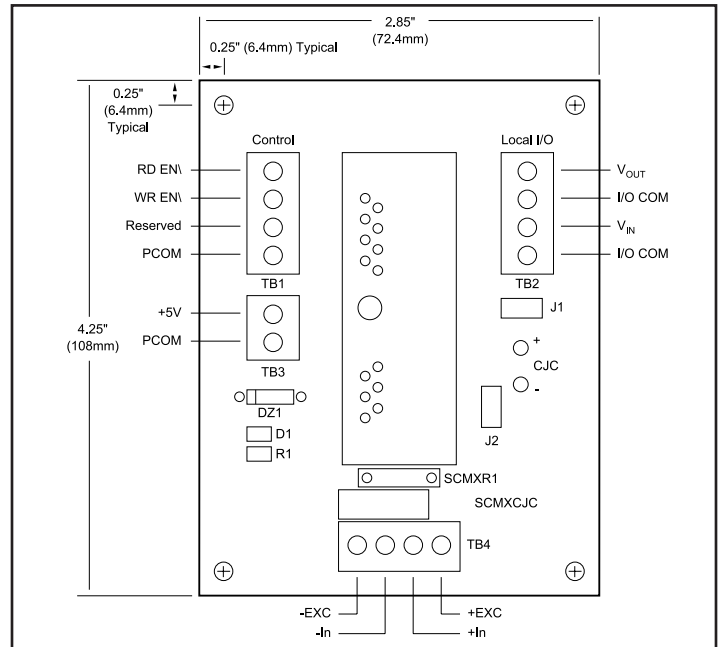 2.85"
(72.4mm)
0.25" (6.4mm) Typical
0.25"
(6.4mm)
Typical
Control
Local I/O
RD EN\
WR EN\
Reserved
PCOM
VOUT
I/O COM
VIN
I/O COM
TB1
TB2
+5V
PCOM
J1
4.25"
(108mm)
+
CJC
-
TB3
DZ1
J2
D1
R1
SCMXR1
SCMXCJC
TB4
-EXC
+EXC
-In
+In